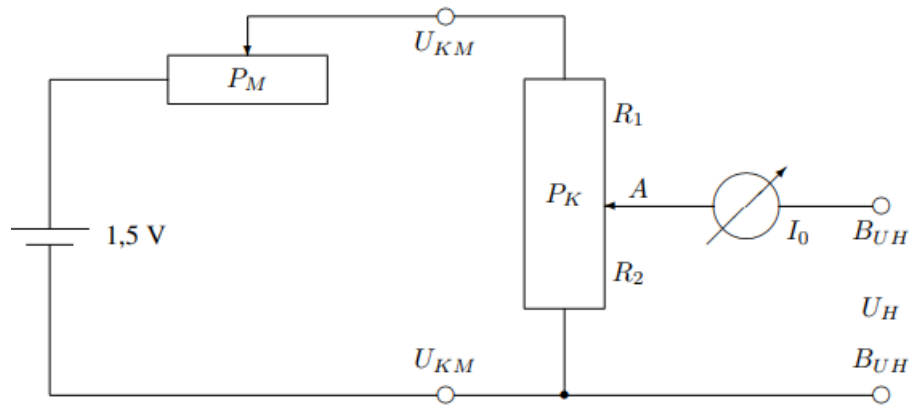 U_{KM}
P_M
R_1
P_K
A
1,5 V
I_0
B_{UH}
R_2
U_H
U_{KM}
B_{UH}